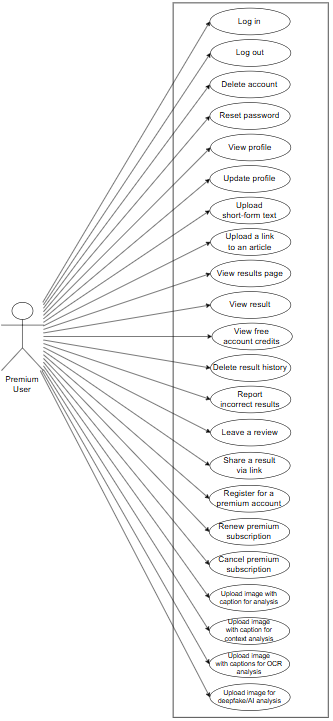 Log in
Log out
Delete account
Reset password
View profile
Update profile
Upload
short-form text
Upload a link
to an article
View results page
View result
View free
account credits
Delete result history
Report
incorrect results
Leave a review
Share a result
via link
Register for a
premium account
Renew premium
subscription
Cancel premium
subscription
Upload image with
caption for analysis
Upload image
with caption for
context analysis
Upload image
with captions for OCR
analysis
Upload image for
deepfake/AI analysis
Premium
User